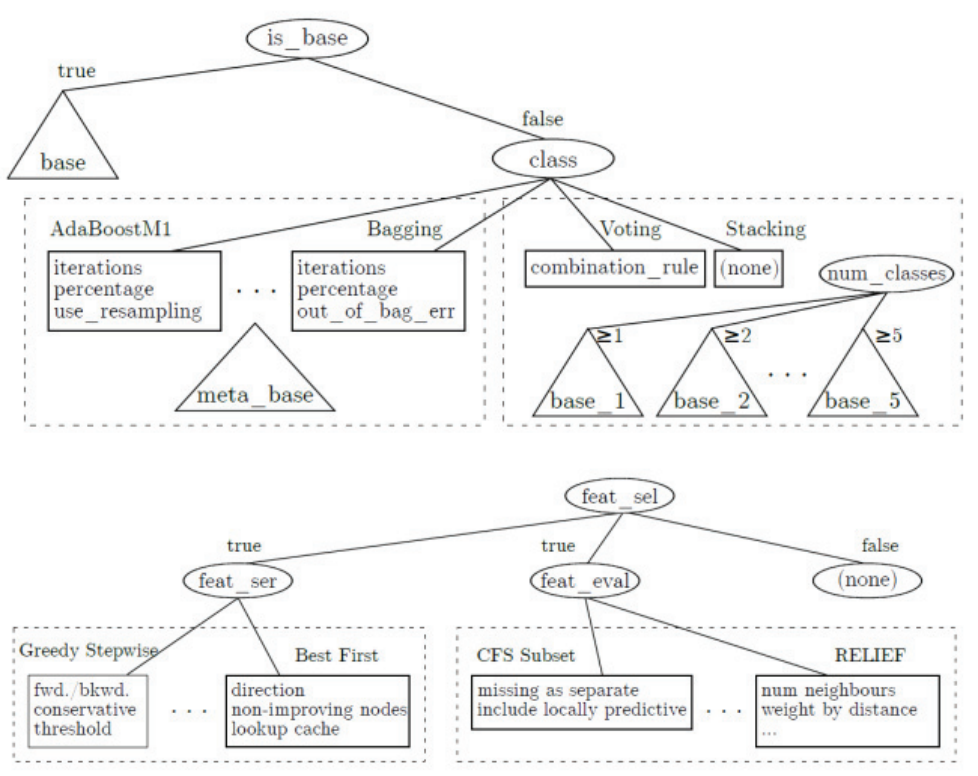 is_base
true
false
base
class
AdaBoostM1
Bagging
Voting
Stacking
iterations
percentage
use_resampling
. . .
iterations
percentage
out_of_bag_err
combination_rule
(none)
num_classes
meta_base
≥1
≥2
≥5
base_1
base_2
. . .
base_5
feat_sel
true
true
false
feat_ser
feat_eval
(none)
Greedy Stepwise
Best First
CFS Subset
RELIEF
fwd./bkwd.
conservative
threshold
. . .
direction
non-improving nodes
lookup cache
missing as separate
include locally predictive
. . .
num neighbours
weight by distance
...